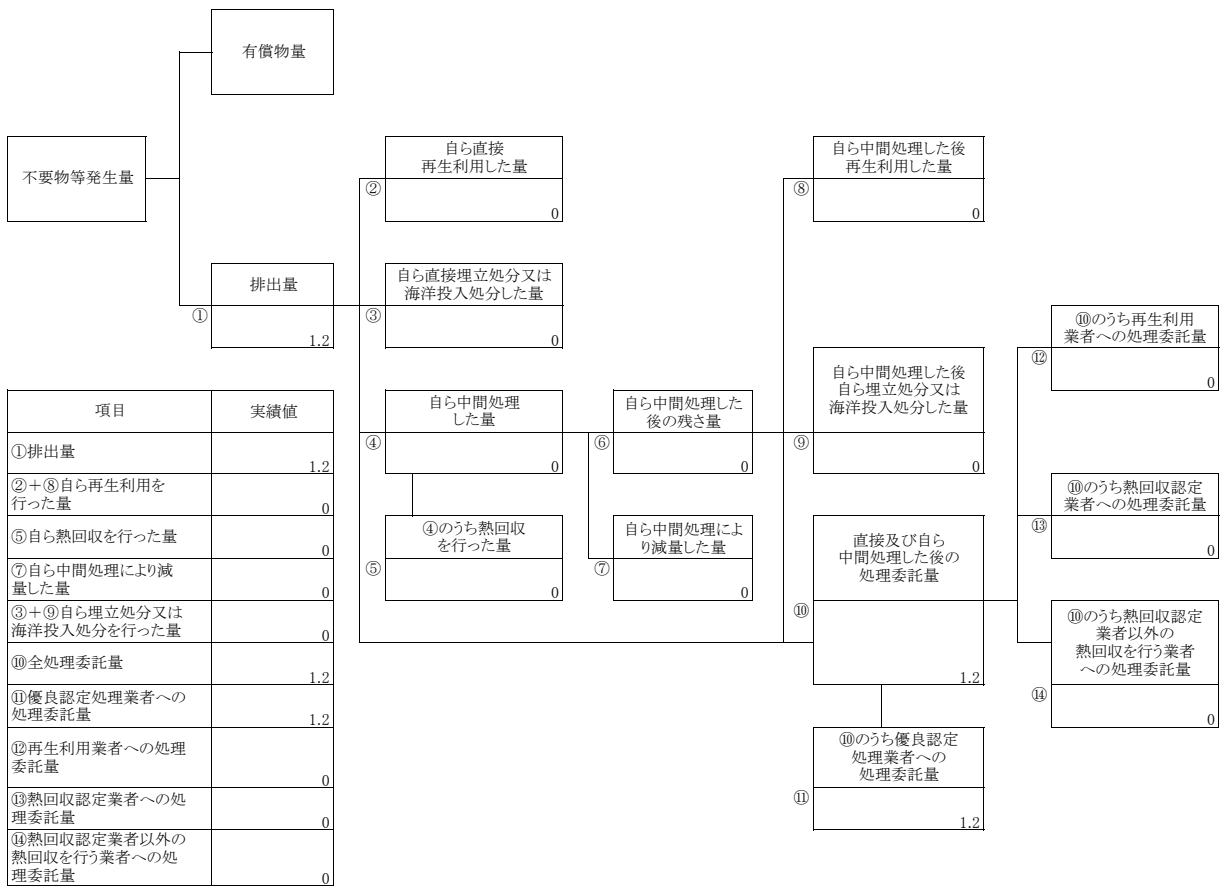 有償物量
不要物等発生量
自ら直接
再生利用した量
②
0
自ら中間処理した後
再生利用した量
⑧
0
排出量
①
1.2
自ら直接埋立処分又は
海洋投入処分した量
③
0
⑩のうち再生利用
業者への処理委託量
⑫
0
自ら中間処理
した量
④
0
自ら中間処理した
後の残さ量
⑥
0
自ら中間処理した後
自ら埋立処分又は
海洋投入処分した量
⑨
0
⑩のうち熱回収認定
業者への処理委託量
⑬
0
④のうち熱回収
を行った量
⑤
0
自ら中間処理によ
り減量した量
⑦
0
直接及び自ら
中間処理した後の
処理委託量
⑩
1.2
⑩のうち熱回収認定
業者以外の
熱回収を行う業者
への処理委託量
⑭
0
⑩のうち優良認定
処理業者への
処理委託量
⑪
1.2
項目 実績値
①排出量
1.2
②+⑧自ら再生利用を
行った量
0
⑤自ら熱回収を行った量
0
⑦自ら中間処理により減
量した量
0
③+⑨自ら埋立処分又は
海洋投入処分を行った量
0
⑩全処理委託量
1.2
⑪優良認定処理業者への
処理委託量
1.2
⑫再生利用業者への処理
委託量
0
⑬熱回収認定業者への処
理委託量
0
⑭熱回収認定業者以外の
熱回収を行う業者への処
理委託量
0